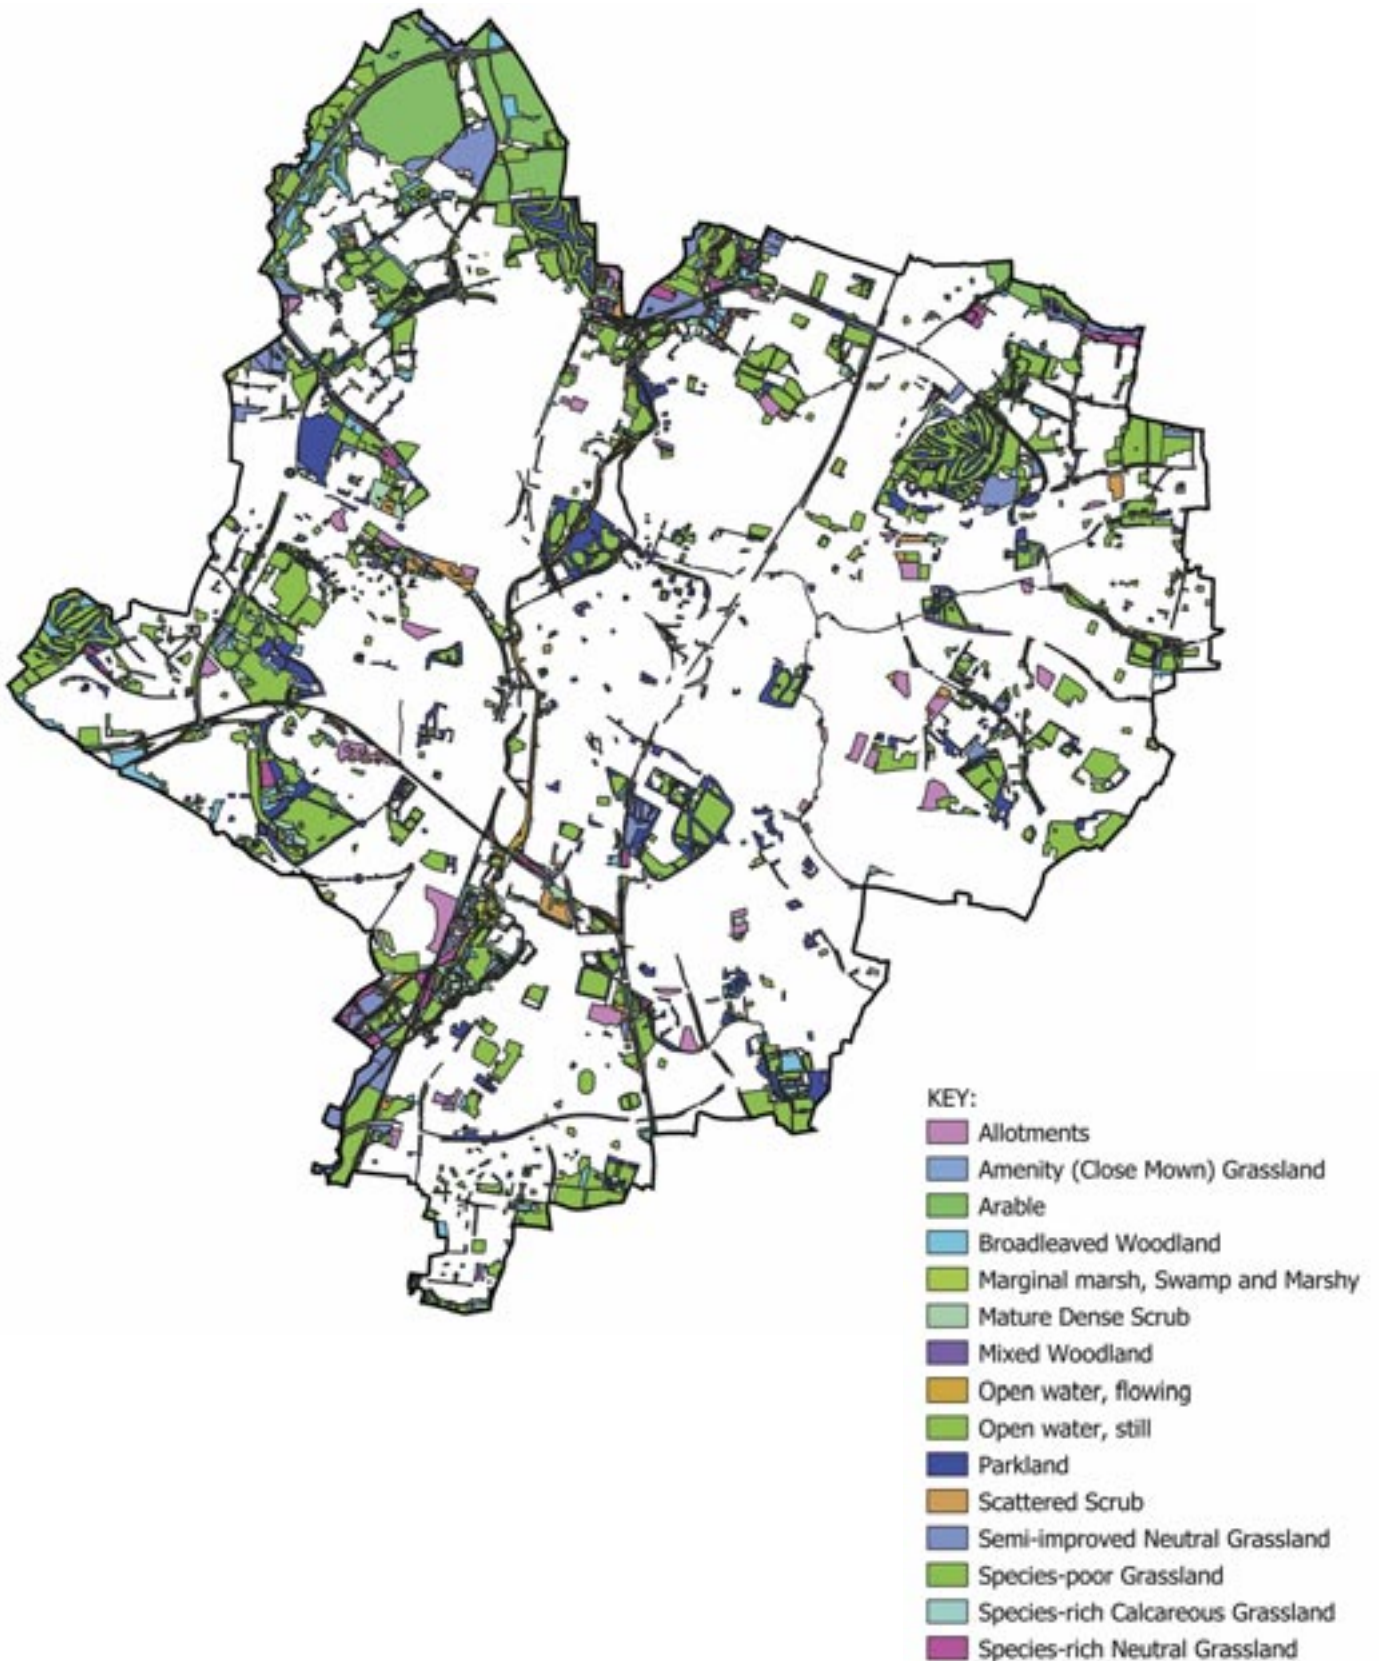 KEY:
Allotments
Amenity (Close Mown) Grassland
Arable
Broadleaved Woodland
Marginal marsh, Swamp and Marshy
Mature Dense Scrub
Mixed Woodland
Open water, flowing
Open water, still
Parkland
Scattered Scrub
Semi-improved Neutral Grassland
Species-poor Grassland
Species-rich Calcareous Grassland
Species-rich Neutral Grassland